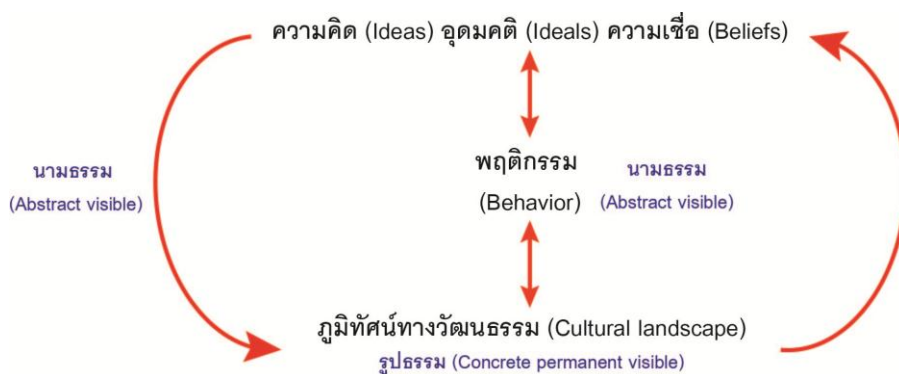 ความคิด (Ideas) อุดมคติ (Ideals) ความเชื่อ (Beliefs)
นามธรรม
(Abstract visible)
พฤติกรรม
(Behavior)
นามธรรม
(Abstract visible)
ภูมิทัศน์ทางวัฒนธรรม (Cultural landscape)
รูปธรรม (Concrete permanent visible)